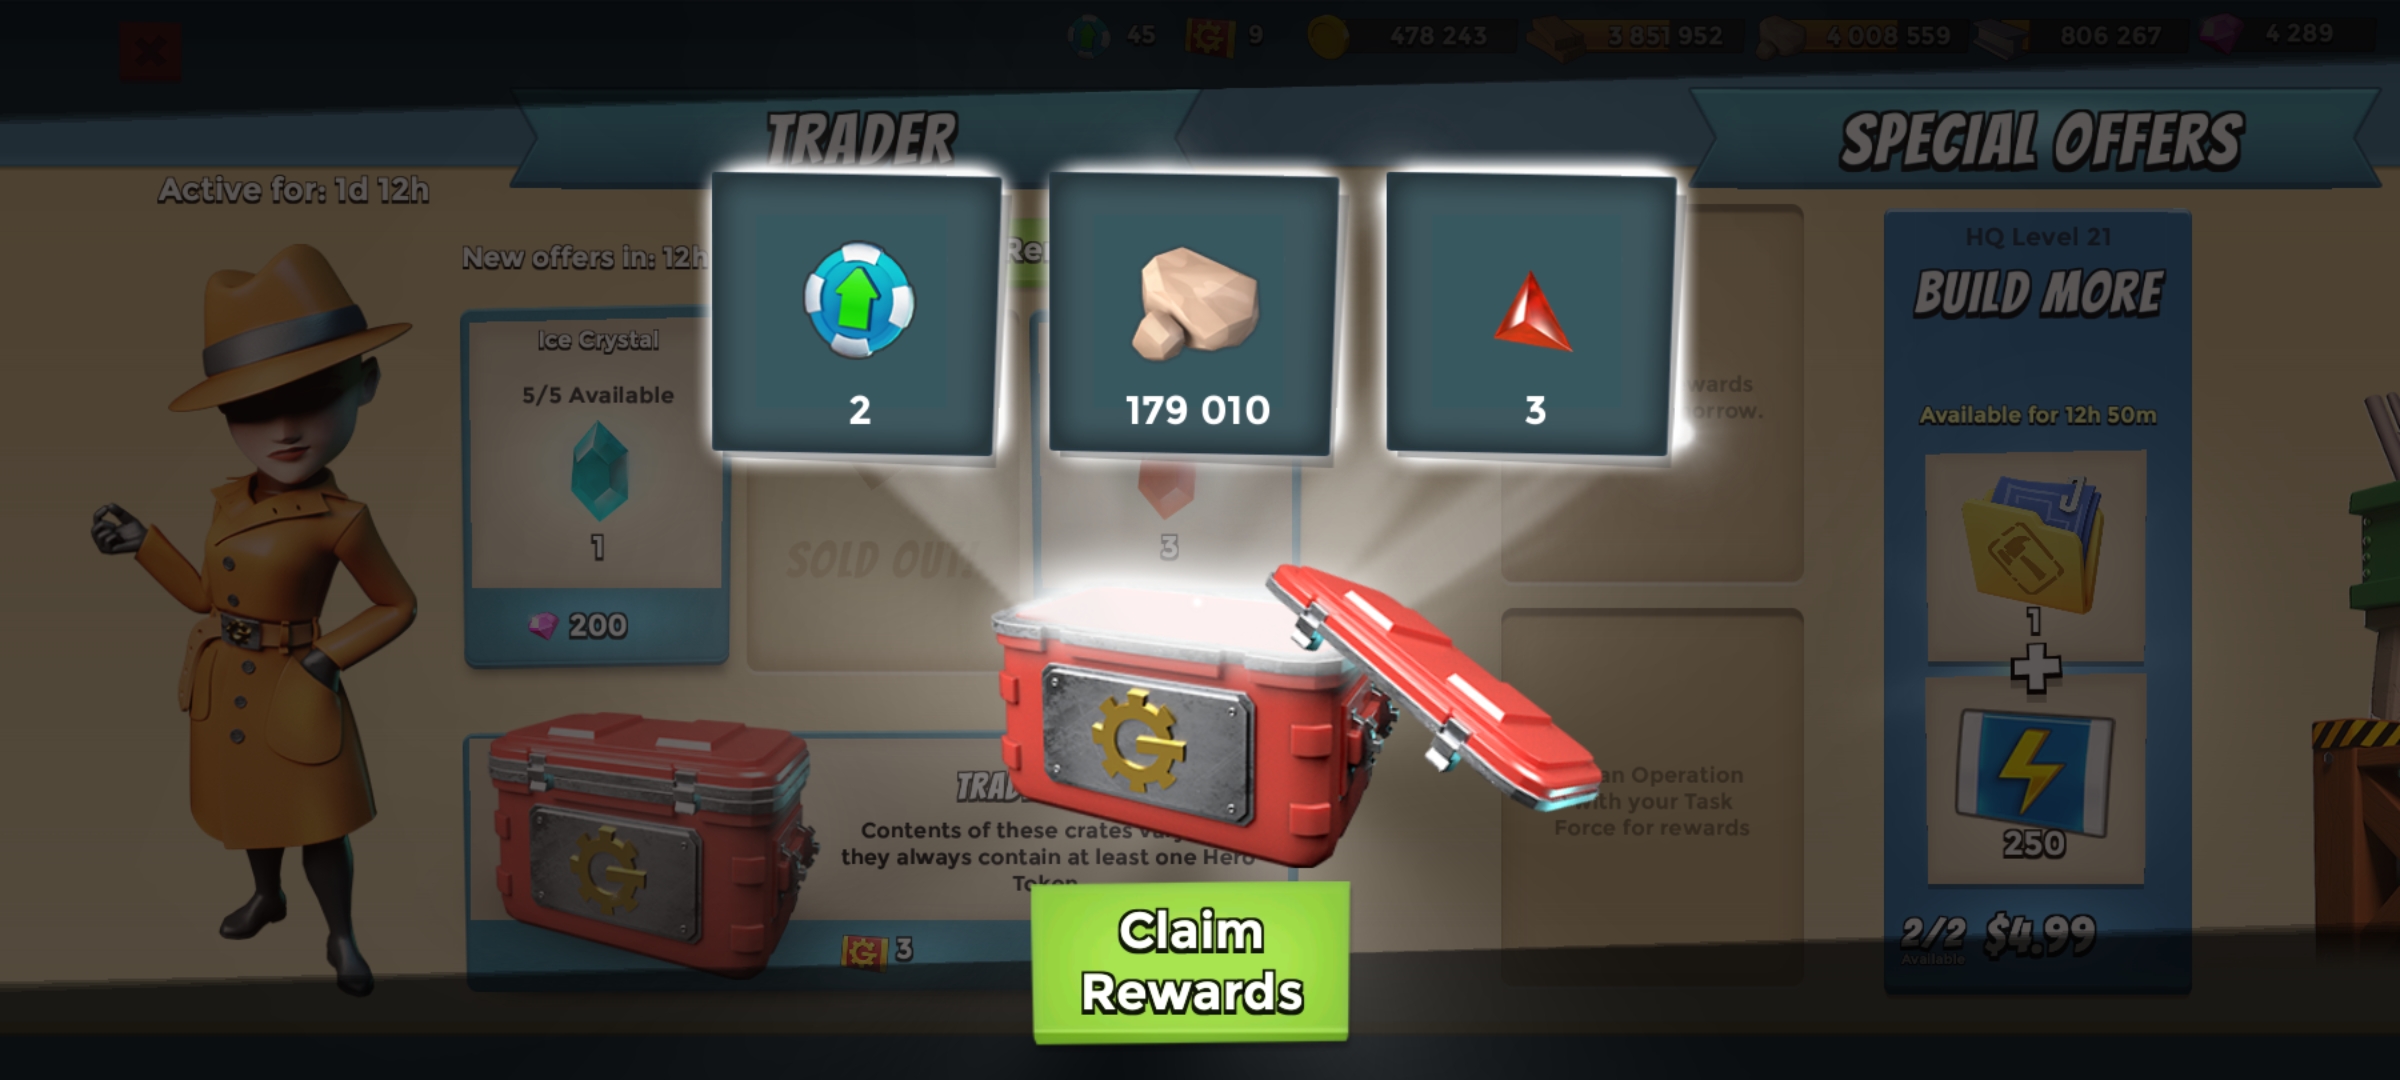 45
9
478 243
3 851 952
4 008 559
806 267
4 289
TRADER
SPECIAL OFFERS
Active for: 1d 12h
New offers in: 12h
Ice Crystal
5/5 Available
1
200
SOLD OUT!
3
2
179 010
3
HQ Level 21
BUILD MORE
Available for 12h 50m
1
250
2/2
Available
$4.99
Contents of these crates
they always contain at least one Hero
Token
3
Operation
with your Task
Force for rewards
Claim
Rewards